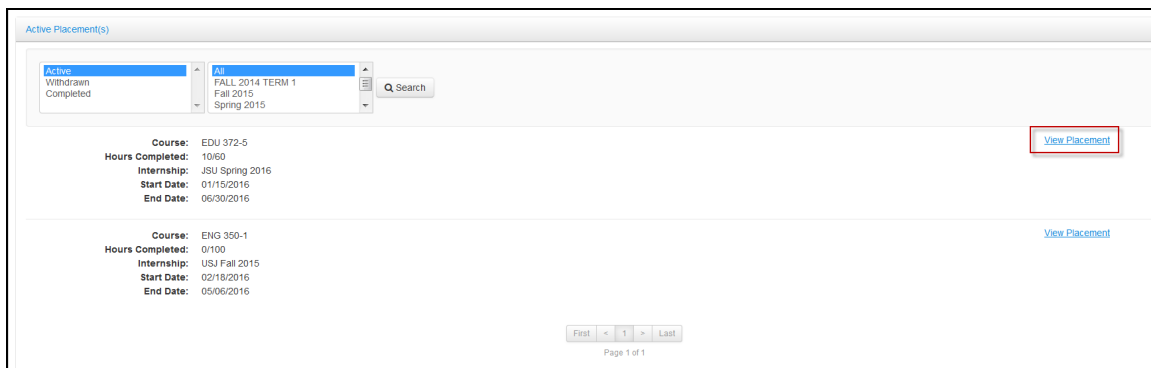 Active Placement(s)
Active
Withdrawn
Completed
All
FALL 2014 TERM 1
Fall 2015
Spring 2015
Search
Course: EDU 372-5
View Placement
Hours Completed: 10/60
Internship: JSU Spring 2016
Start Date: 01/15/2016
End Date: 06/30/2016
Course: ENG 350-1
View Placement
Hours Completed: 0/100
Internship: USJ Fall 2015
Start Date: 02/18/2016
End Date: 05/06/2016
First < 1 > Last
Page 1 of 1